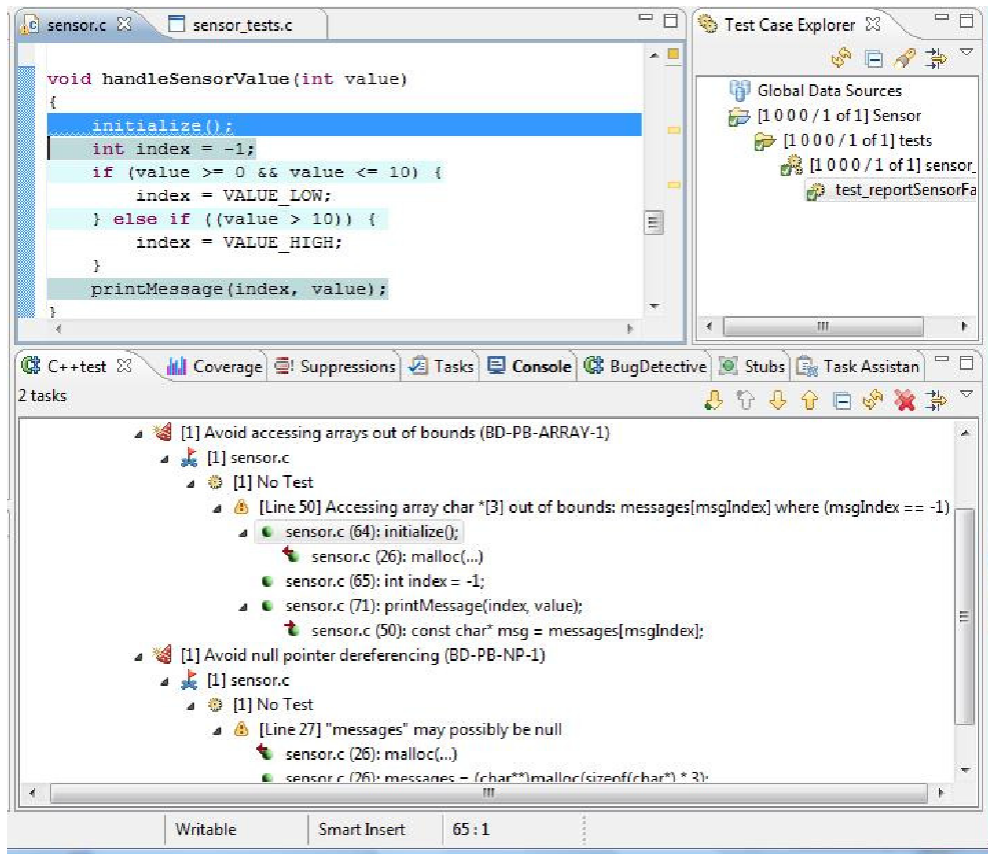 sensor.c
sensor_tests.c
void handleSensorValue(int value)
{
initialize();
int index = -1;
if (value >= 0 && value <= 10) {
index = VALUE_LOW;
} else if ((value > 10)) {
index = VALUE_HIGH;
}
printMessage(index, value);
}
Test Case Explorer
Global Data Sources
[1 0 0 0 / 1 of 1] Sensor
[1 0 0 0 / 1 of 1] tests
[1 0 0 0 / 1 of 1] sensor_
test_reportSensorFa
C++test Coverage Suppressions Tasks Console BugDetective Stubs Task Assistan
2 tasks
[1] Avoid accessing arrays out of bounds (BD-PB-ARRAY-1)
[1] sensor.c
[1] No Test
[Line 50] Accessing array char *[3] out of bounds: messages[msgIndex] where (msgIndex == -1)
sensor.c (64): initialize();
sensor.c (26): malloc(...)
sensor.c (65): int index = -1;
sensor.c (71): printMessage(index, value);
sensor.c (50): const char* msg = messages[msgIndex];
[1] Avoid null pointer dereferencing (BD-PB-NP-1)
[1] sensor.c
[1] No Test
[Line 27] "messages" may possibly be null
sensor.c (26): malloc(...)
sensor.c (26): messages = (char**)malloc(sizeof(char*) * 3);
Writable Smart Insert 65 : 1